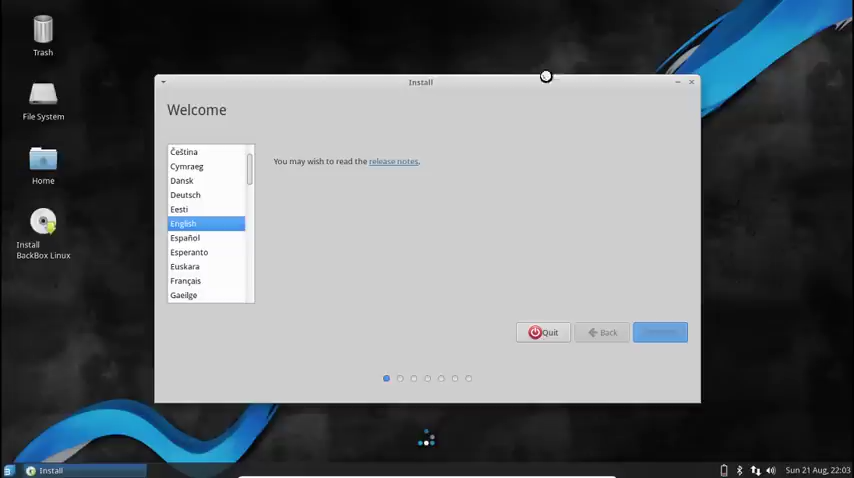 Trash
File System
Home
Install
BackBox Linux
Install
Welcome
Čeština
Cymraeg
Dansk
Deutsch
Eesti
English
Español
Esperanto
Euskara
Français
Gaeilge
You may wish to read the release notes.
Quit
Back
Install
Sun 21 Aug, 22:03